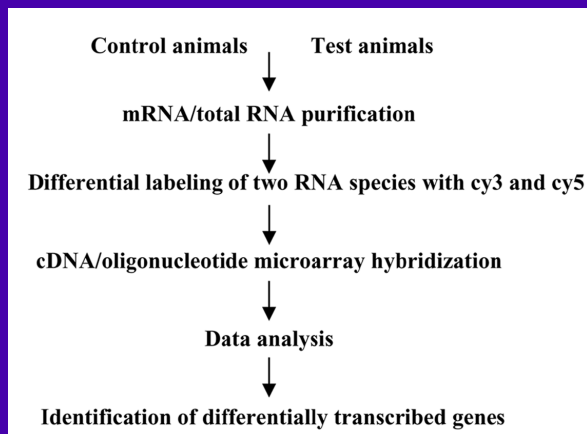 Control animals Test animals
mRNA/total RNA purification
Differential labeling of two RNA species with cy3 and cy5
cDNA/oligonucleotide microarray hybridization
Data analysis
Identification of differentially transcribed genes